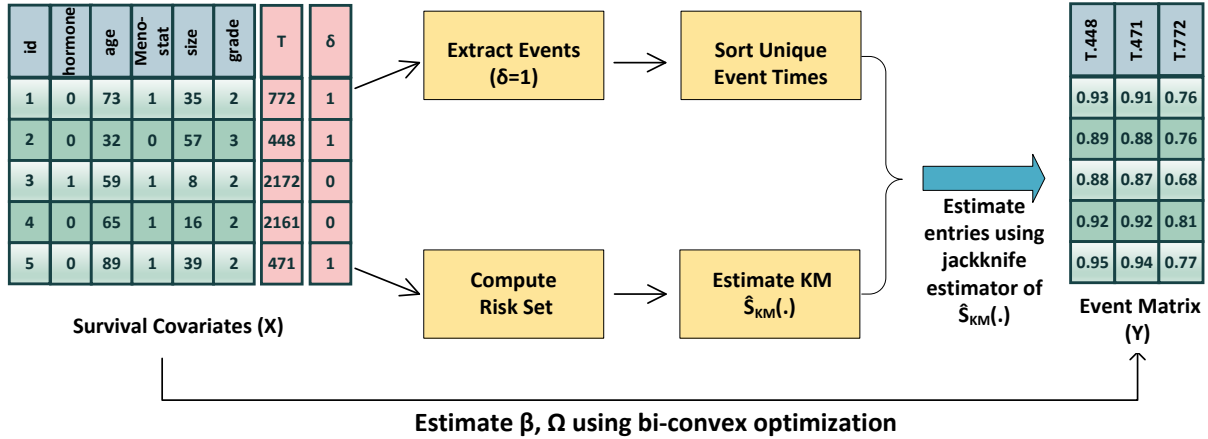 id hormone age Meno-stat size grade T δ
1 0 73 1 35 2 772 1
2 0 32 0 57 3 448 1
3 1 59 1 8 2 2172 0
4 0 65 1 16 2 2161 0
5 0 89 1 39 2 471 1
Survival Covariates (X)
Extract Events
(δ=1)
Sort Unique
Event Times
Compute
Risk Set
Estimate KM
ŜKM(.)
Estimate
entries using
jackknife
estimator of
ŜKM(.)
T.448 T.471 T.772
0.93 0.91 0.76
0.89 0.88 0.76
0.88 0.87 0.68
0.92 0.92 0.81
0.95 0.94 0.77
Event Matrix
(Y)
Estimate β, Ω using bi-convex optimization